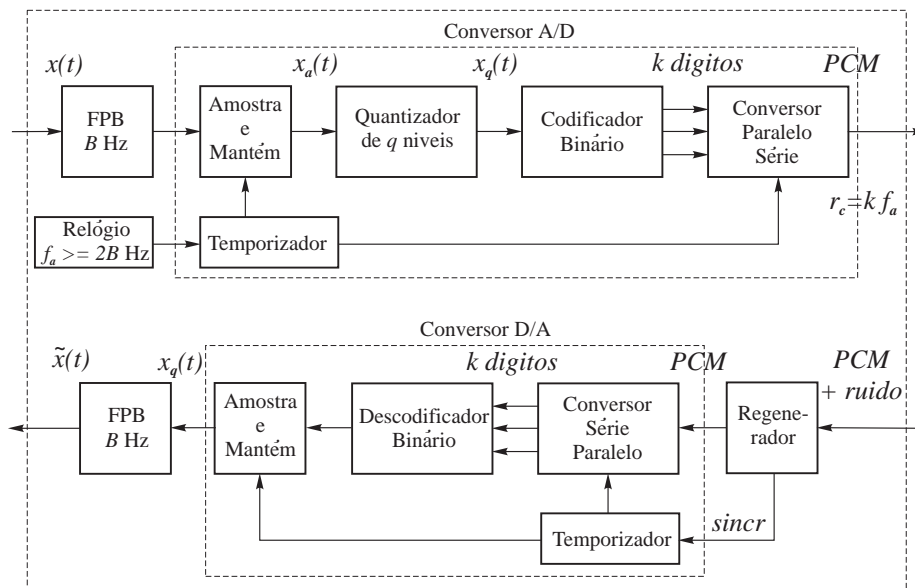 Conversor A/D
x(t)
x_a(t)
x_q(t)
k digitos
PCM
FPB
B Hz
Amostra
e
Mantém
Quantizador
de q niveis
Codificador
Binário
Conversor
Paralelo
Série
r_c=k f_a
Relógio
f_a >= 2B Hz
Temporizador
Conversor D/A
x̃(t)
x_q(t)
k digitos
PCM
PCM
+ ruido
FPB
B Hz
Amostra
e
Mantém
Descodificador
Binário
Conversor
Série
Paralelo
Regene-
rador
sincr
Temporizador